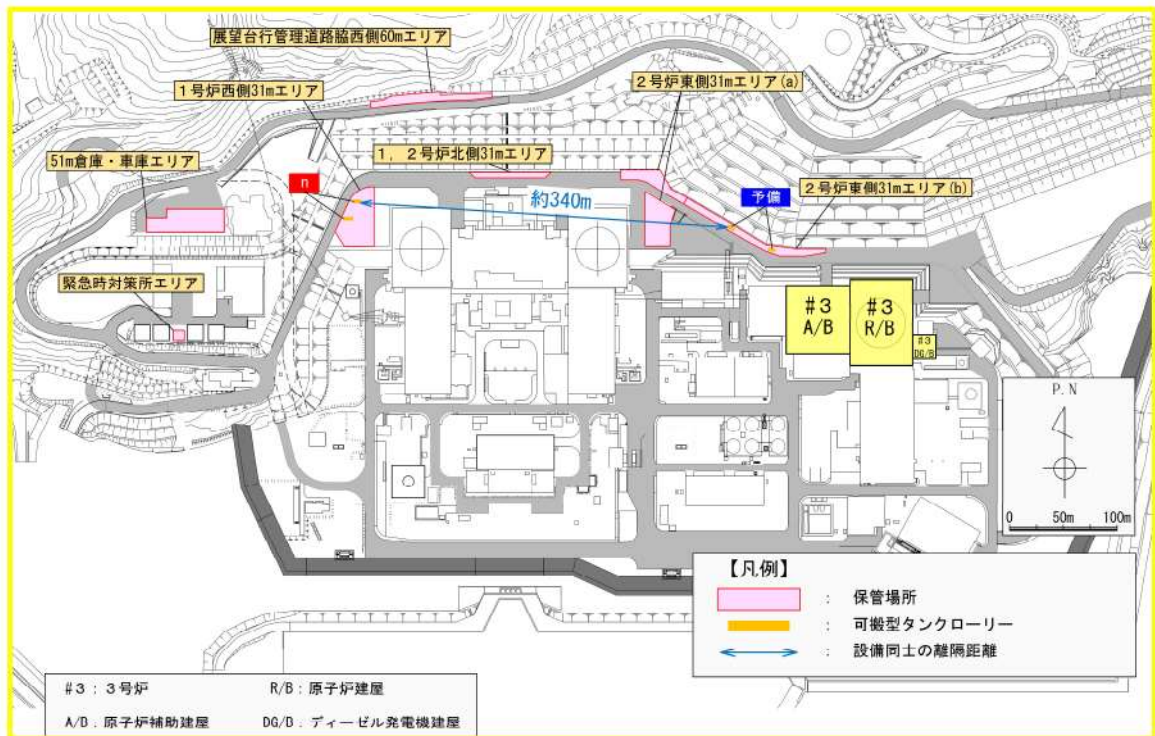 展望台行管理道路脇西側60mエリア
1号炉西側31mエリア
2号炉東側31mエリア(a)
51m倉庫・車庫エリア
1，2号炉北側31mエリア
n
予備
2号炉東側31mエリア(b)
約340m
緊急時対策所エリア
#3
A/B
#3
R/B
#3
DG/B
P.N
0 50m 100m
【凡例】
： 保管場所
： 可搬型タンクローリー
： 設備同士の離隔距離
#3：3号炉 R/B：原子炉建屋
A/B．原子炉補助建屋 DG/B．ディーゼル発電機建屋